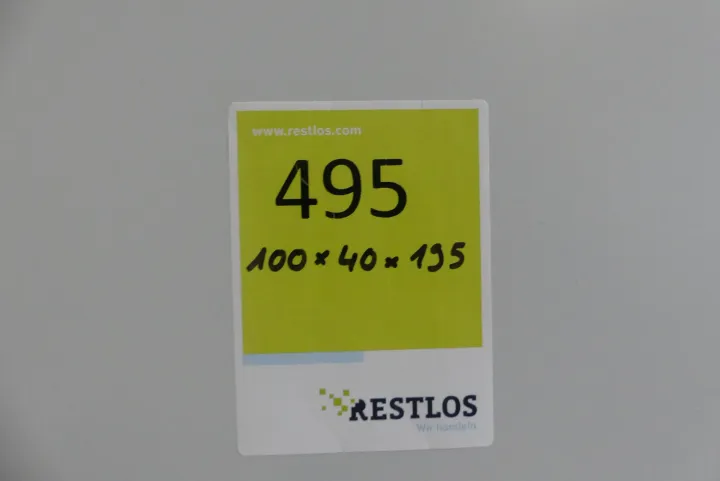 www.restlos.com
495
100 x 40 x 195
RESTLOS
Wir handeln